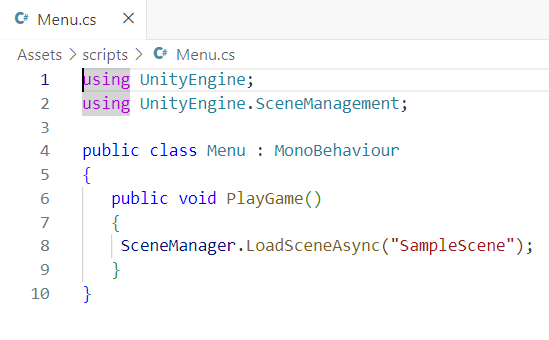 C# Menu.cs ×
Assets > scripts > C# Menu.cs
1 using UnityEngine;
2 using UnityEngine.SceneManagement;
3
4 public class Menu : MonoBehaviour
5 {
6 public void PlayGame()
7 {
8 SceneManager.LoadSceneAsync("SampleScene");
9 }
10 }